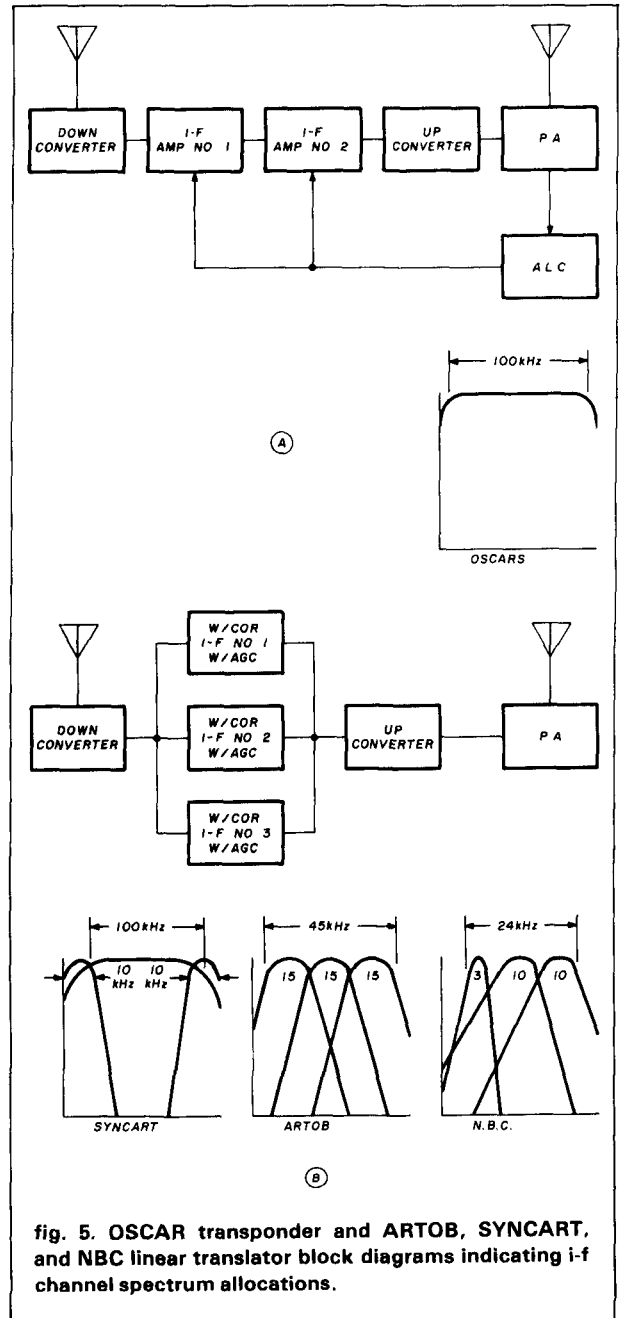 DOWN
CONVERTER
I-F
AMP NO 1
I-F
AMP NO 2
UP
CONVERTER
PA
ALC
100kHz
A
OSCARS
W/COR
I-F NO 1
W/AGC
DOWN
CONVERTER
W/COR
I-F NO 2
W/AGC
UP
CONVERTER
PA
W/COR
I-F NO 3
W/AGC
100kHz
10 10
kHz kHz
SYNCART
45kHz
15 15 15
ARTOB
24kHz
3 10 10
N.B.C.
B
fig. 5. OSCAR transponder and ARTOB, SYNCART,
and NBC linear translator block diagrams indicating i-f
channel spectrum allocations.